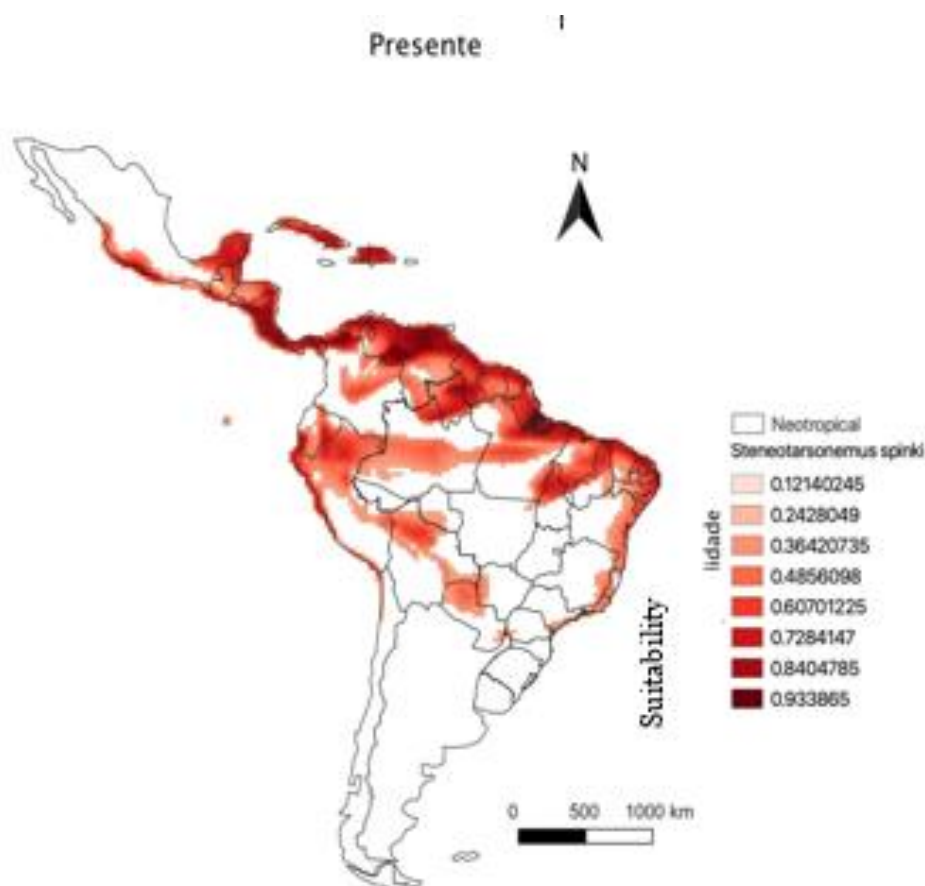 Presente
N
Neotropical
Steneotarsonemus spinki
0.12140245
0.2428049
0.36420735
0.4856098
0.60701225
0.7284147
0.8404785
0.933865
lidade
Suitability
0 500 1000 km